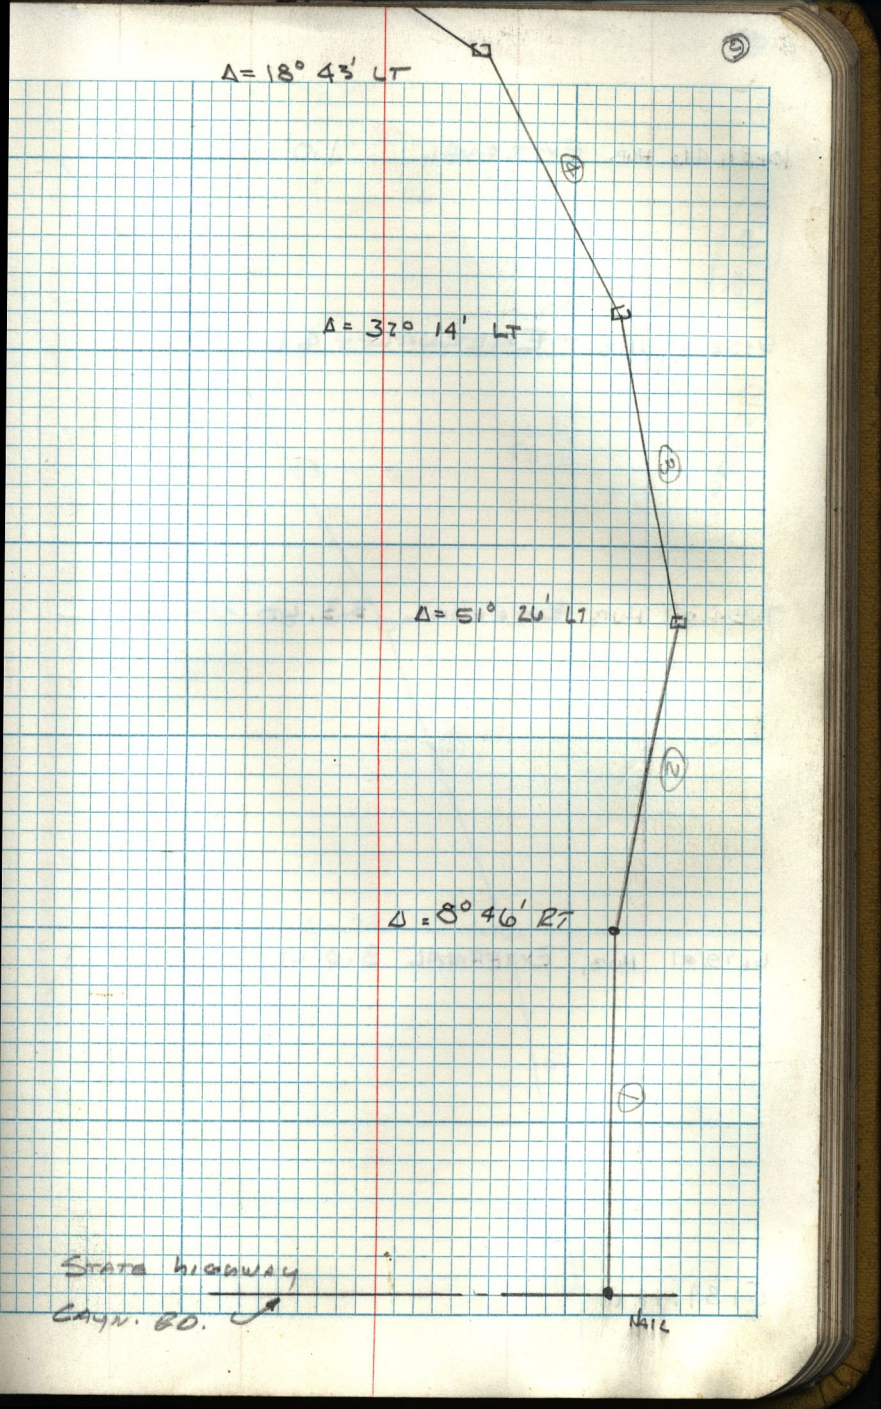 9
Δ= 18° 43' LT
4
Δ= 32° 14' LT
3
Δ= 51° 26' LT
2
Δ = 8° 46' RT
1
STATE HIGHWAY
NAIL